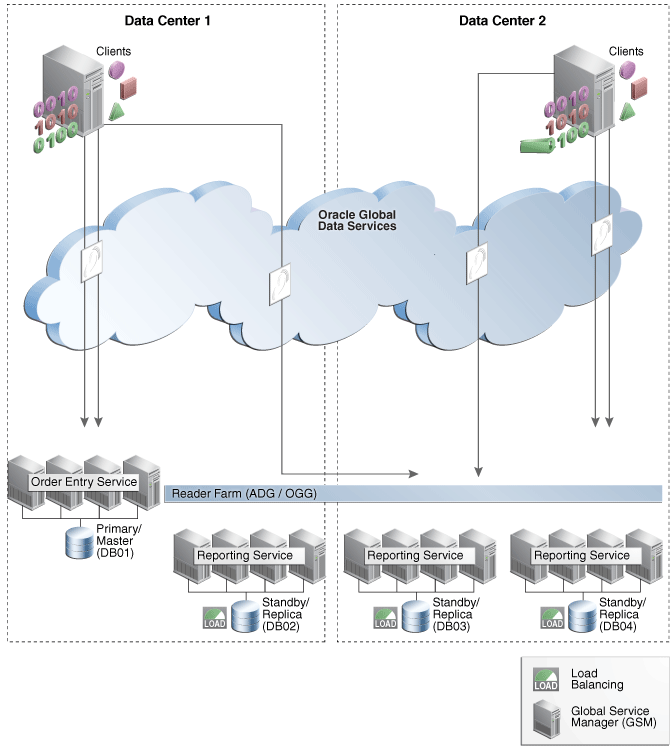 Data Center 1
Data Center 2
Clients
Clients
0010
1010
0100
0010
1010
100
Oracle Global
Data Services
Order Entry Service
Reader Farm (ADG / OGG)
Primary/
Master
(DB01)
Reporting Service
Reporting Service
Reporting Service
LOAD
Standby/
Replica
(DB02)
LOAD
Standby/
Replica
(DB03)
LOAD
Standby/
Replica
(DB04)
LOAD
Load
Balancing
Global Service
Manager (GSM)